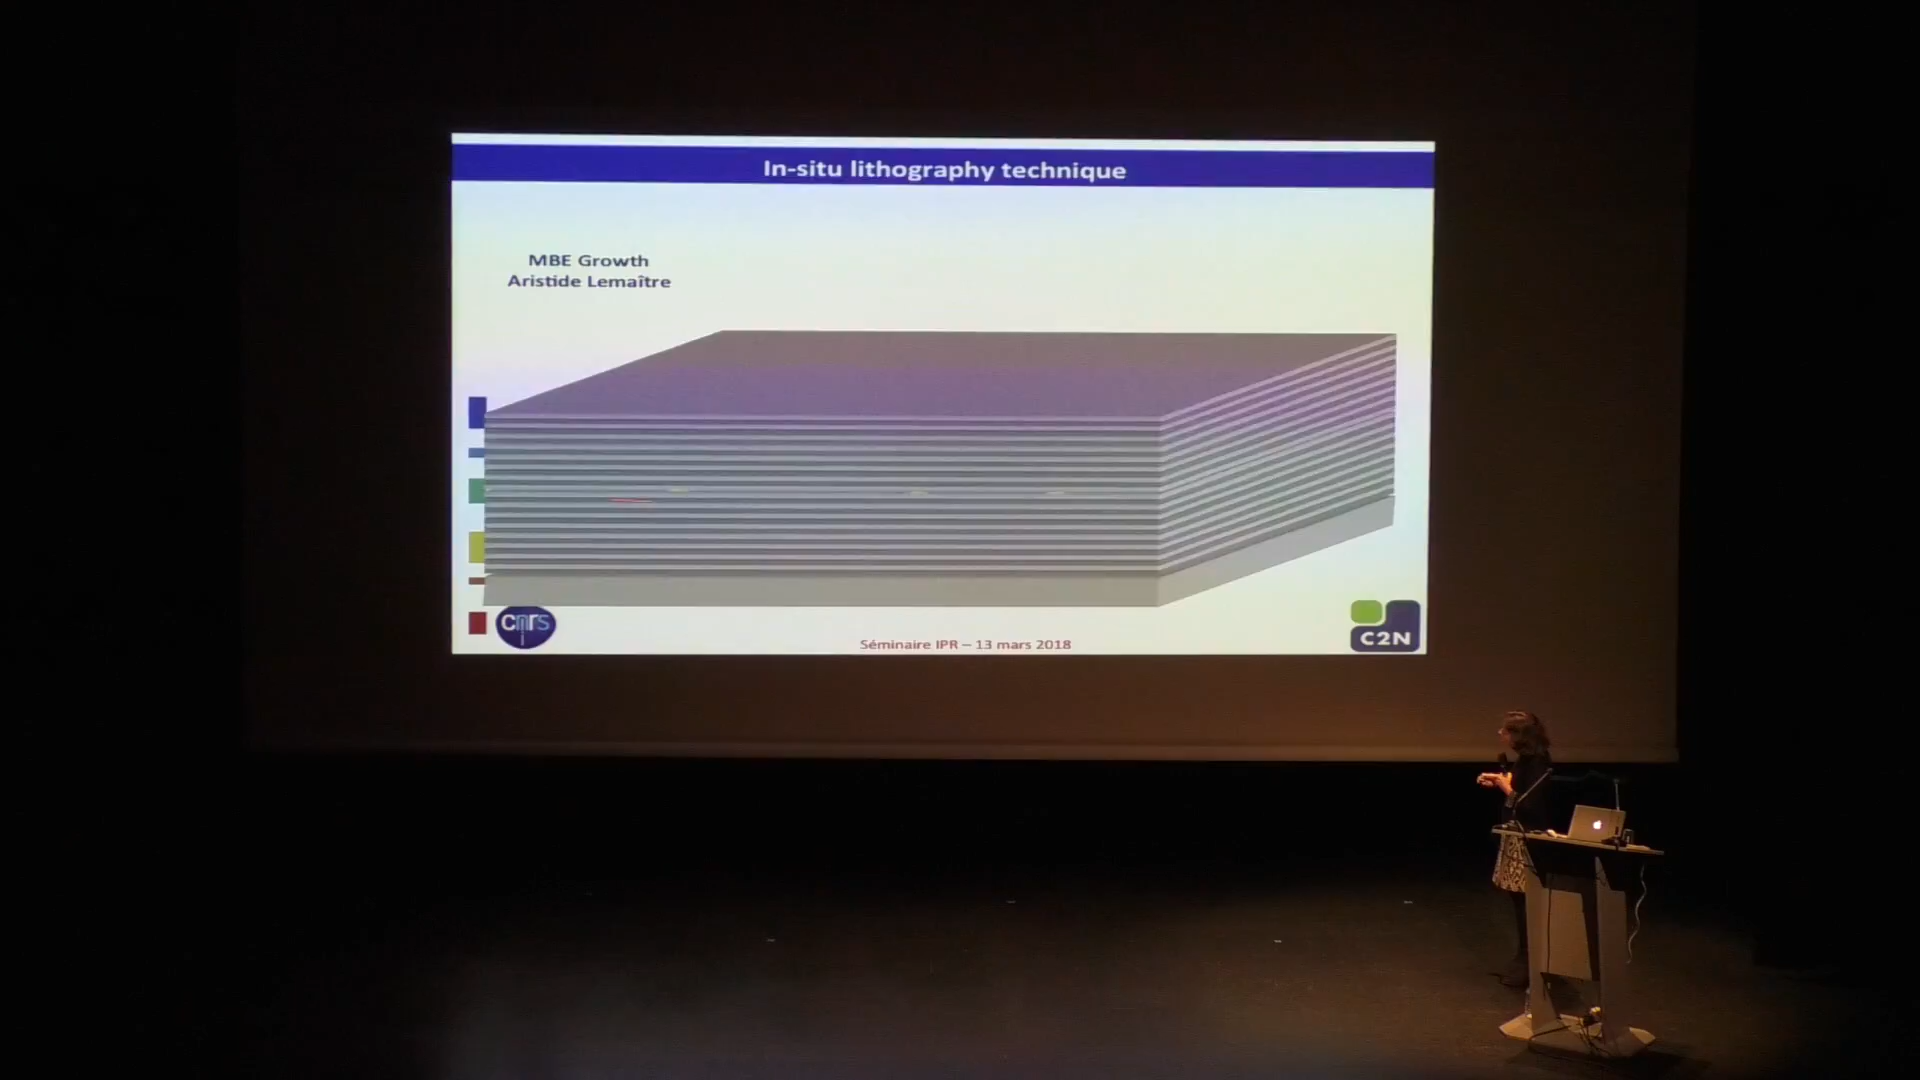 In-situ lithography technique
MBE Growth
Aristide Lemaître
cnrs
Séminaire IPR – 13 mars 2018
C2N